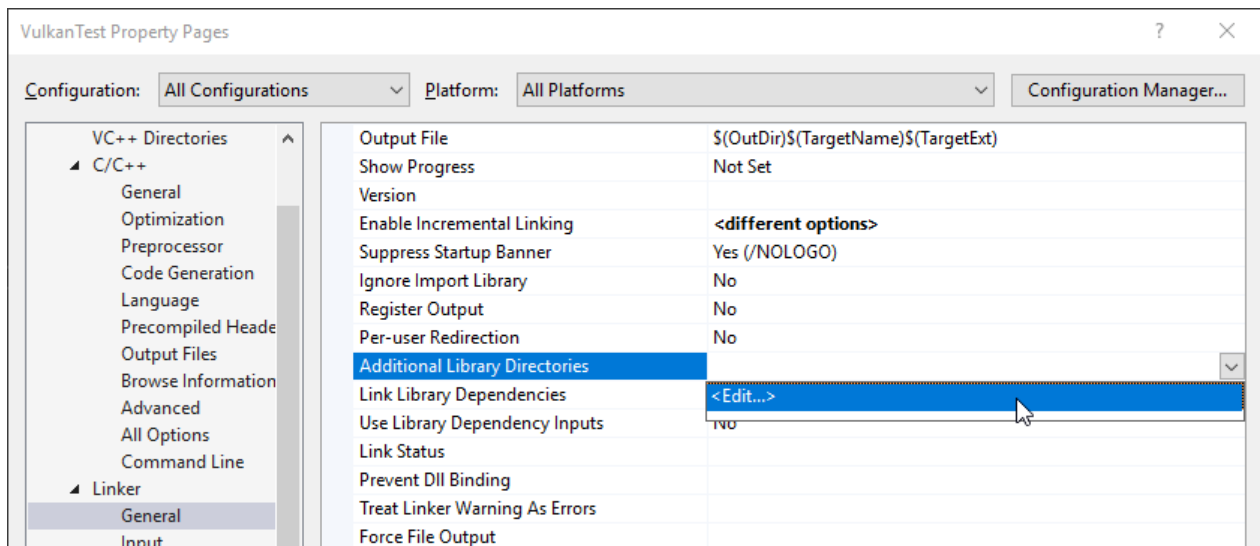 VulkanTest Property Pages
Configuration: All Configurations Platform: All Platforms Configuration Manager...
VC++ Directories
C/C++
General
Optimization
Preprocessor
Code Generation
Language
Precompiled Heade
Output Files
Browse Information
Advanced
All Options
Command Line
Linker
General
Input
Output File $(OutDir)$(TargetName)$(TargetExt)
Show Progress Not Set
Version
Enable Incremental Linking <different options>
Suppress Startup Banner Yes (/NOLOGO)
Ignore Import Library No
Register Output No
Per-user Redirection No
Additional Library Directories
Link Library Dependencies <Edit...>
Use Library Dependency Inputs No
Link Status
Prevent Dll Binding
Treat Linker Warning As Errors
Force File Output